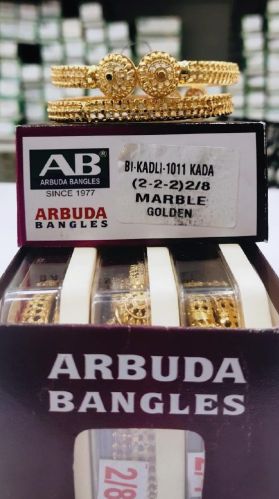 AB®
ARBUDA BANGLES
SINCE 1977
ARBUDA
BANGLES
BI-KADLI-1011 KADA
(2-2-2)2/8
MARBLE
GOLDEN
ARBUDA
BANGLES
2/8